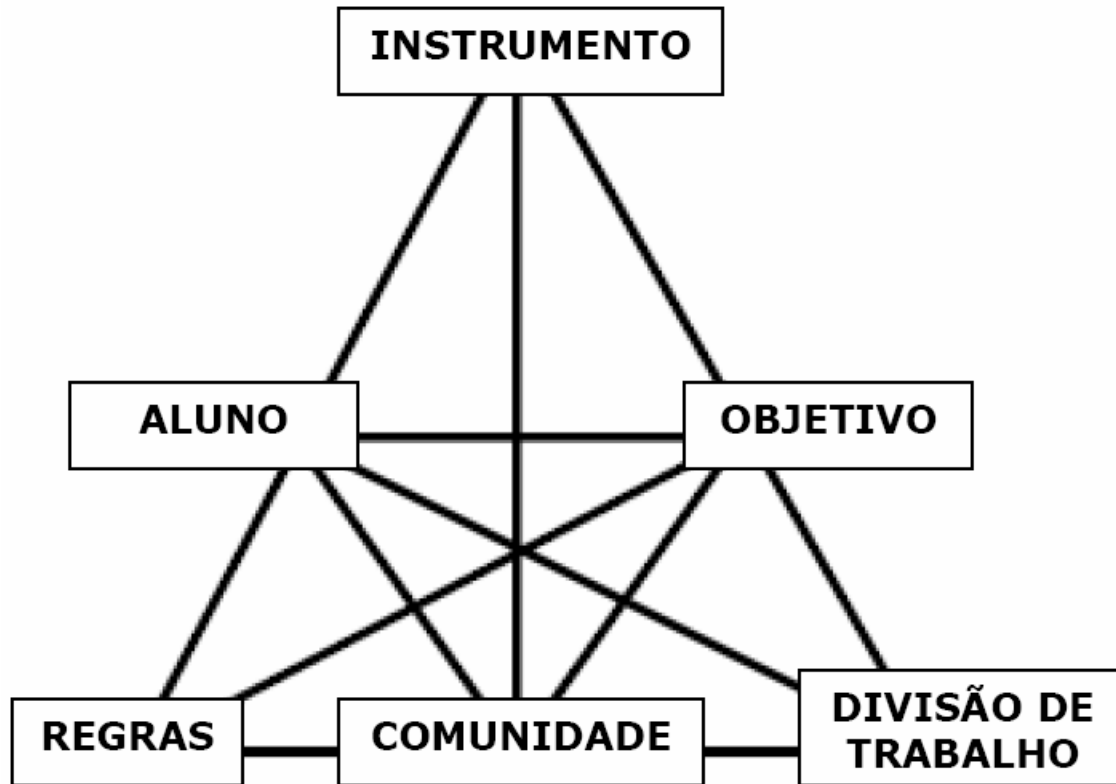 INSTRUMENTO
ALUNO
OBJETIVO
REGRAS
COMUNIDADE
DIVISÃO DE
TRABALHO